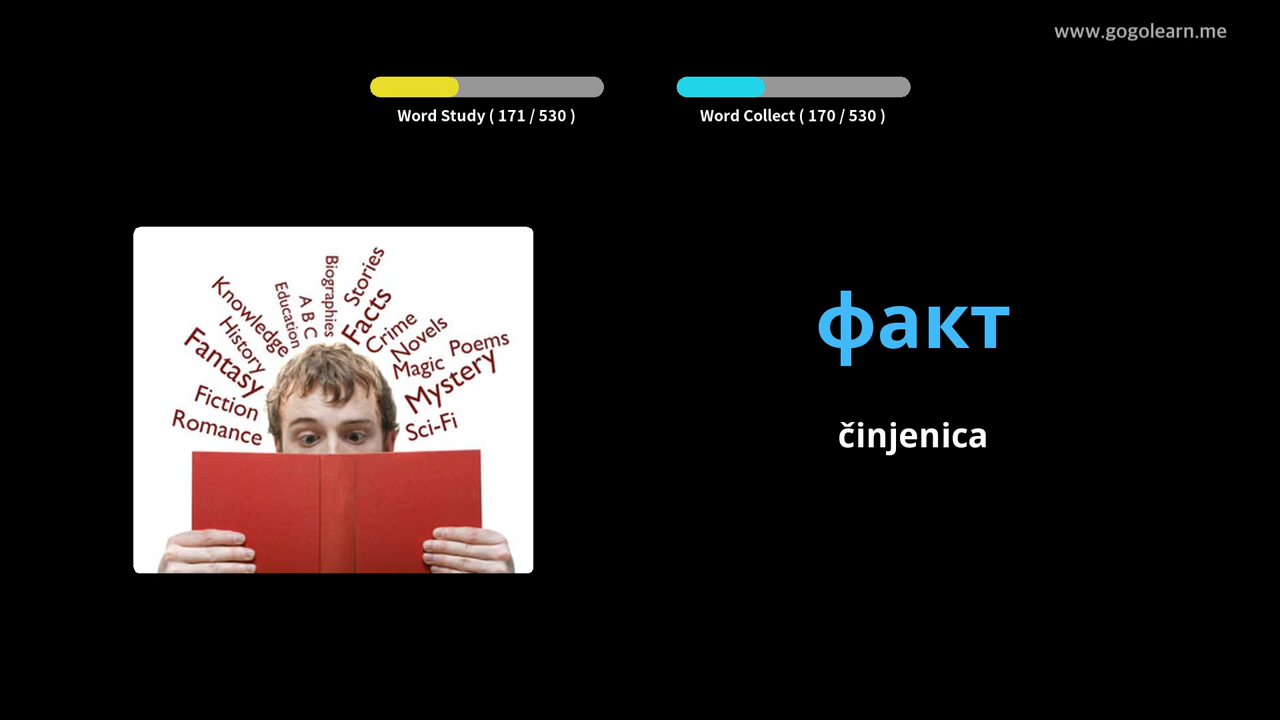 www.gogolearn.me
Word Study ( 171 / 530 )
Word Collect ( 170 / 530 )
Stories
Biographies
Facts
A B C
Education
Knowledge
Crime
History
Novels
Poems
Fantasy
Magic
Mystery
Fiction
Sci-Fi
Romance
факт
činjenica